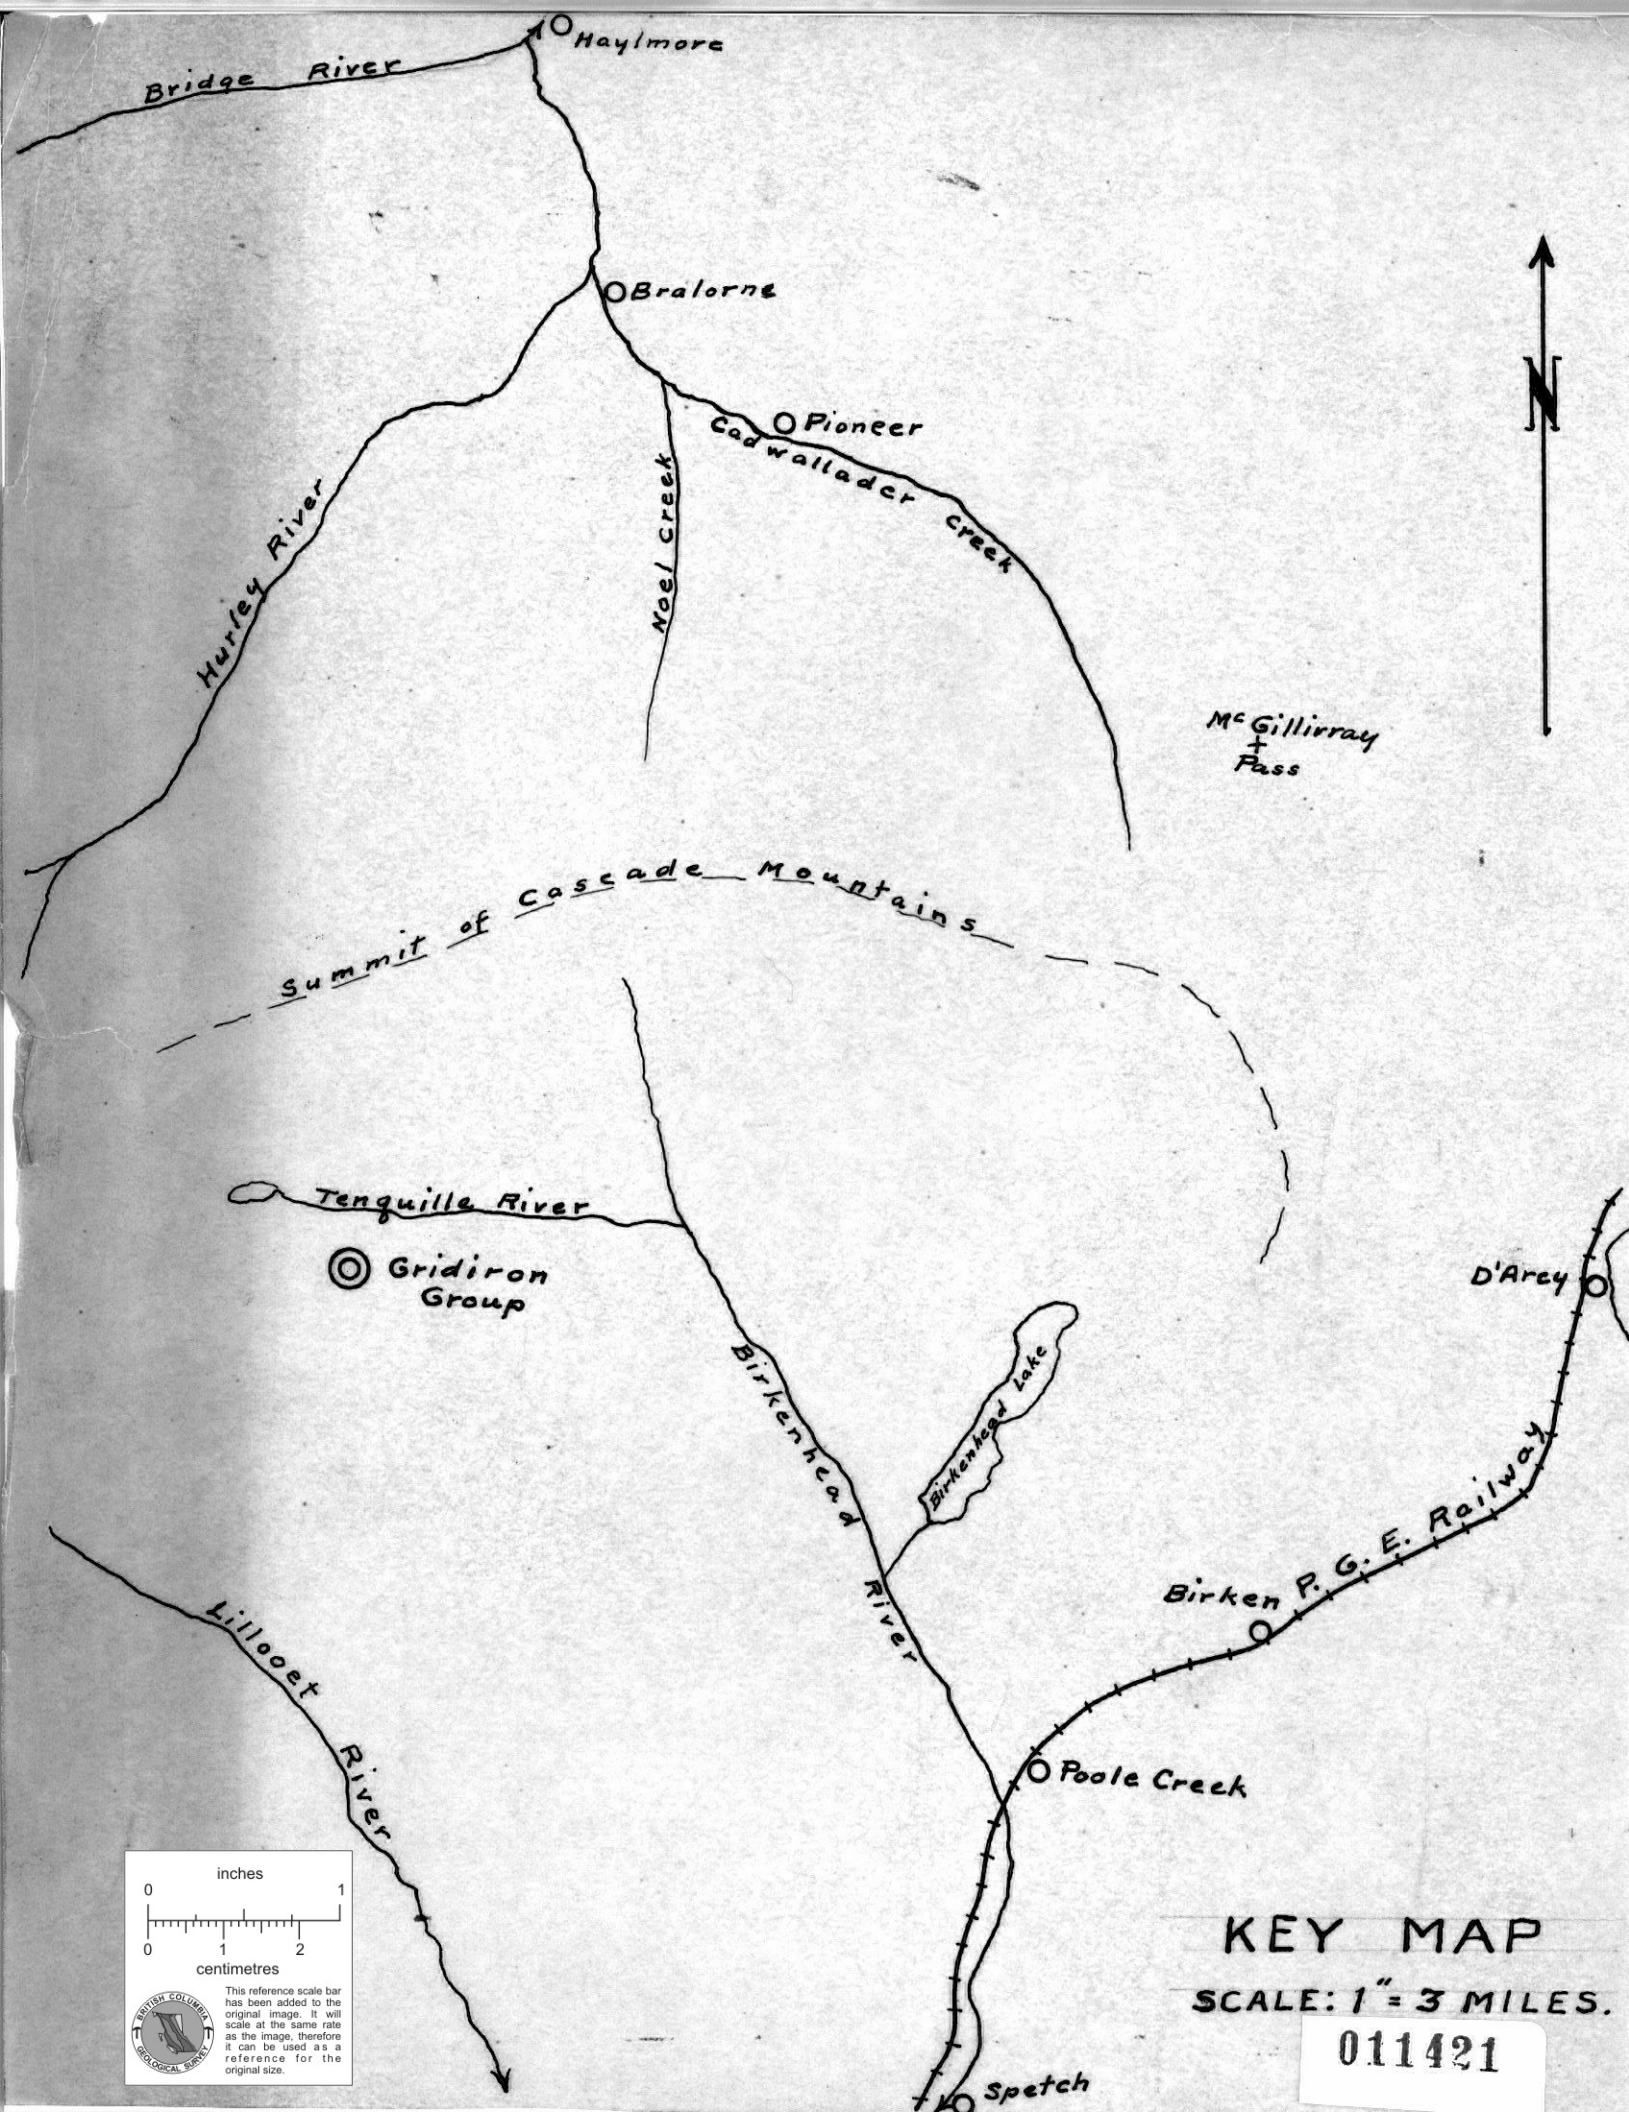 Haylmore
Bridge River
Bralorne
Pioneer
Cadwallader Creek
Noel Creek
Hurley River
N
Mc Gillirray
Pass
Summit of Cascade Mountains
Tenquille River
Gridiron
Group
D'Arcy
Birkenhead River
Birkenhead Lake
P. G. E. Railway
Birken
Lillooet River
Poole Creek
inches
0 1
0 1 2
centimetres
This reference scale bar
has been added to the
original image. It will
scale at the same rate
as the image, therefore
it can be used as a
reference for the
original size.
BRITISH COLUMBIA
GEOLOGICAL SURVEY
KEY MAP
SCALE: 1" = 3 MILES.
011421
Spetch